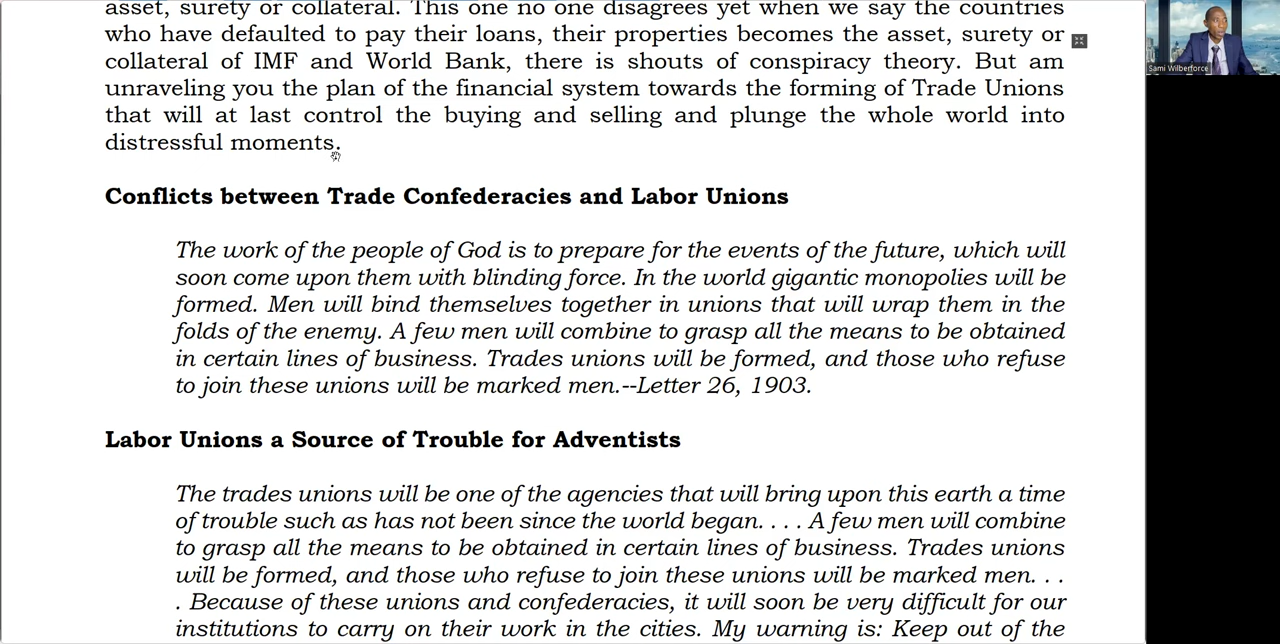 asset, surety or collateral. This one no one disagrees yet when we say the countries
who have defaulted to pay their loans, their properties becomes the asset, surety or
collateral of IMF and World Bank, there is shouts of conspiracy theory. But am
unraveling you the plan of the financial system towards the forming of Trade Unions
that will at last control the buying and selling and plunge the whole world into
distressful moments.
Conflicts between Trade Confederacies and Labor Unions
The work of the people of God is to prepare for the events of the future, which will
soon come upon them with blinding force. In the world gigantic monopolies will be
formed. Men will bind themselves together in unions that will wrap them in the
folds of the enemy. A few men will combine to grasp all the means to be obtained
in certain lines of business. Trades unions will be formed, and those who refuse
to join these unions will be marked men.--Letter 26, 1903.
Labor Unions a Source of Trouble for Adventists
The trades unions will be one of the agencies that will bring upon this earth a time
of trouble such as has not been since the world began. . . . A few men will combine
to grasp all the means to be obtained in certain lines of business. Trades unions
will be formed, and those who refuse to join these unions will be marked men. . .
. Because of these unions and confederacies, it will soon be very difficult for our
institutions to carry on their work in the cities. My warning is: Keep out of the
Sami Wilberforce